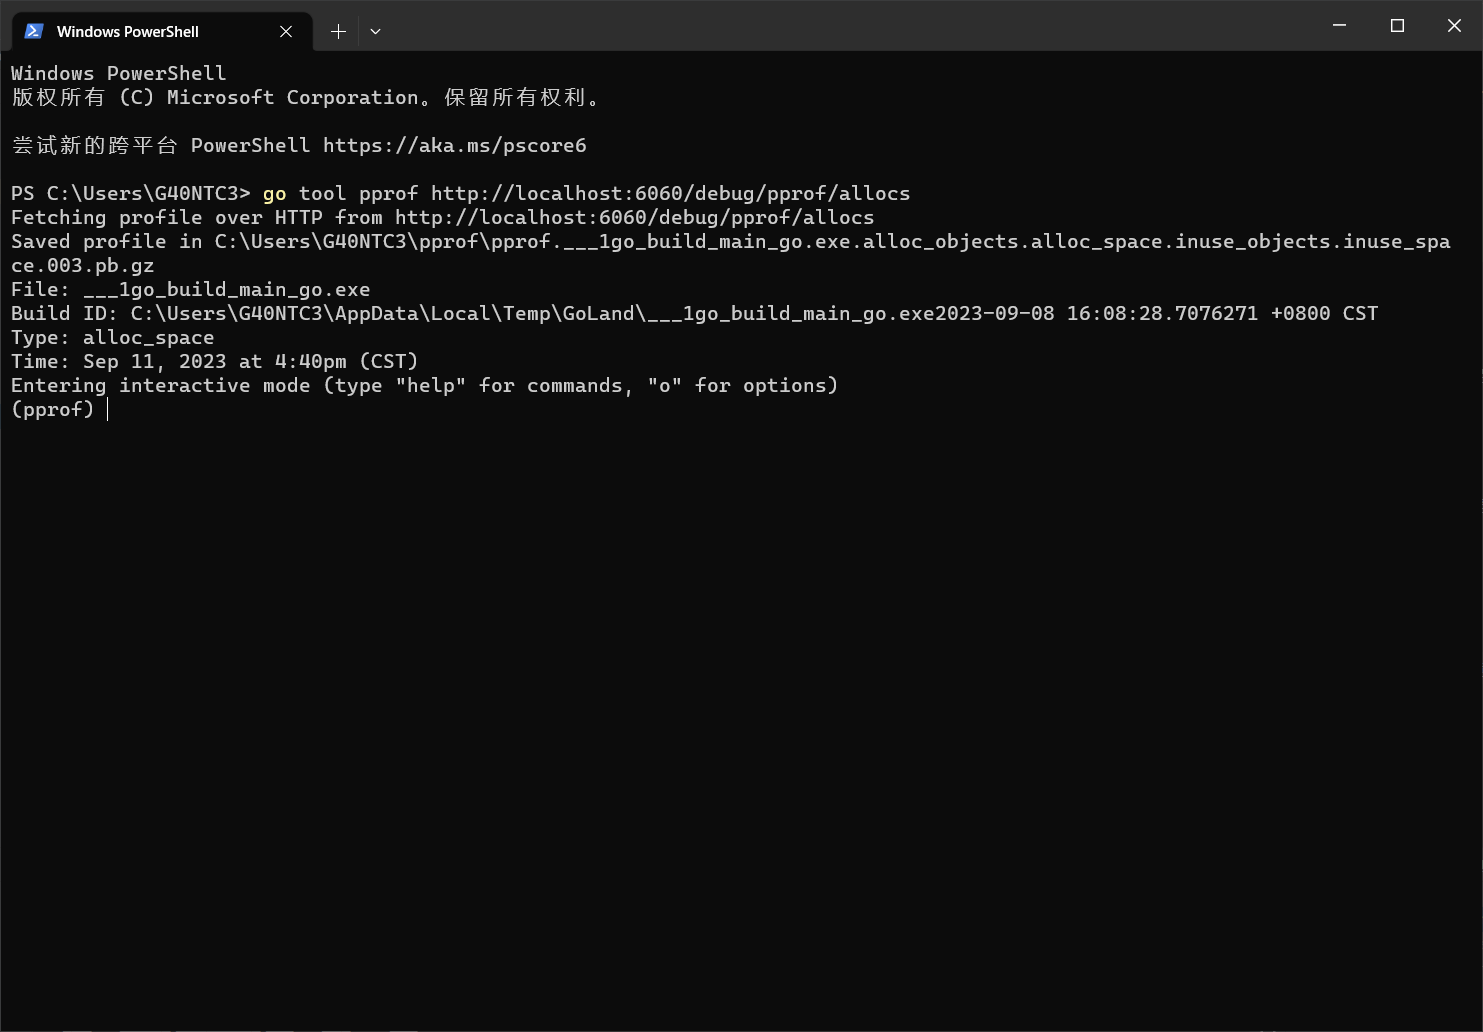 Windows PowerShell
Windows PowerShell
版权所有 (C) Microsoft Corporation。保留所有权利。
尝试新的跨平台 PowerShell https://aka.ms/pscore6
PS C:\Users\G40NTC3> go tool pprof http://localhost:6060/debug/pprof/allocs
Fetching profile over HTTP from http://localhost:6060/debug/pprof/allocs
Saved profile in C:\Users\G40NTC3\pprof\pprof.___1go_build_main_go.exe.alloc_objects.alloc_space.inuse_objects.inuse_spa
ce.003.pb.gz
File: ___1go_build_main_go.exe
Build ID: C:\Users\G40NTC3\AppData\Local\Temp\GoLand\___1go_build_main_go.exe2023-09-08 16:08:28.7076271 +0800 CST
Type: alloc_space
Time: Sep 11, 2023 at 4:40pm (CST)
Entering interactive mode (type "help" for commands, "o" for options)
(pprof)